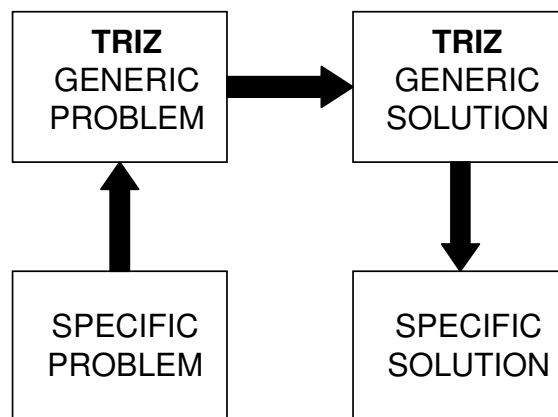 TRIZ
GENERIC
PROBLEM
TRIZ
GENERIC
SOLUTION
SPECIFIC
PROBLEM
SPECIFIC
SOLUTION